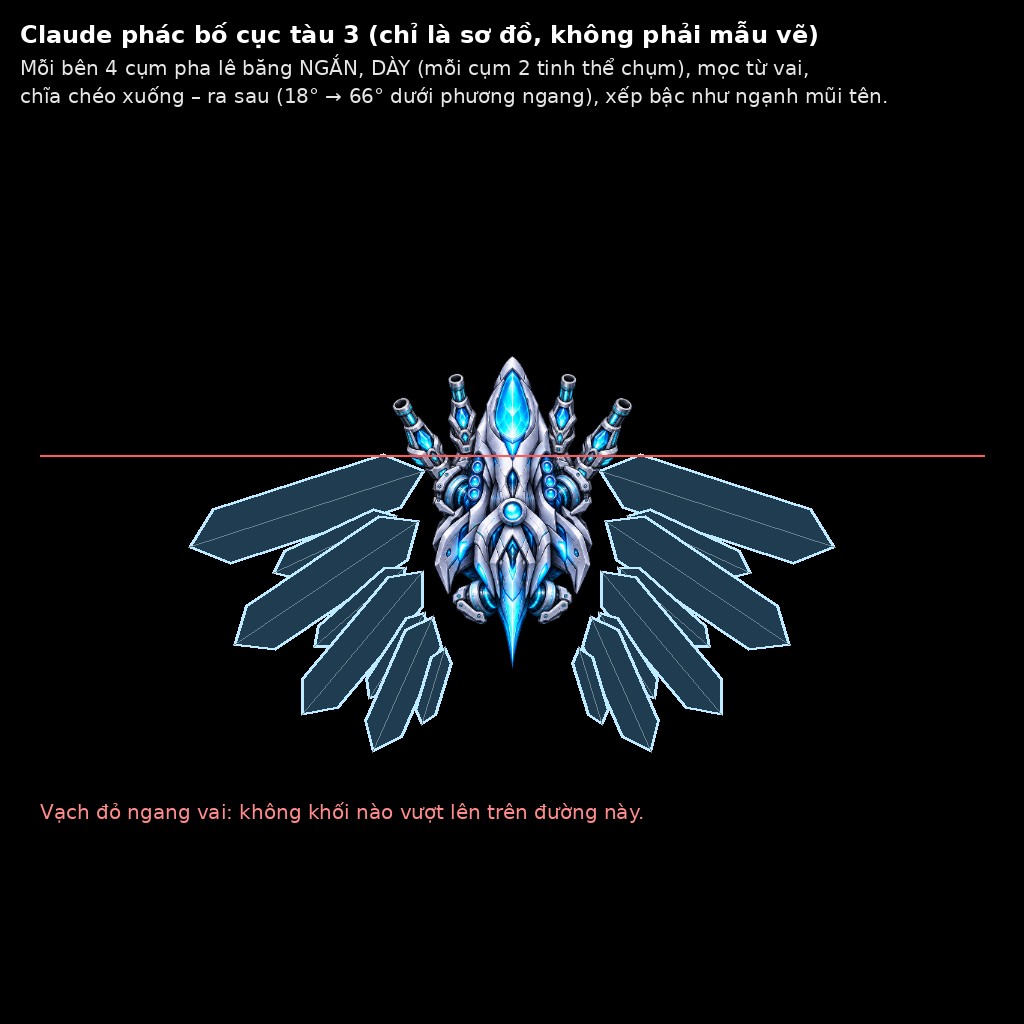 Claude phác bố cục tàu 3 (chỉ là sơ đồ, không phải mẫu vẽ)
Mỗi bên 4 cụm pha lê băng NGẮN, DÀY (mỗi cụm 2 tinh thể chụm), mọc từ vai,
chĩa chéo xuống – ra sau (18° → 66° dưới phương ngang), xếp bậc như ngạnh mũi tên.
Vạch đỏ ngang vai: không khối nào vượt lên trên đường này.